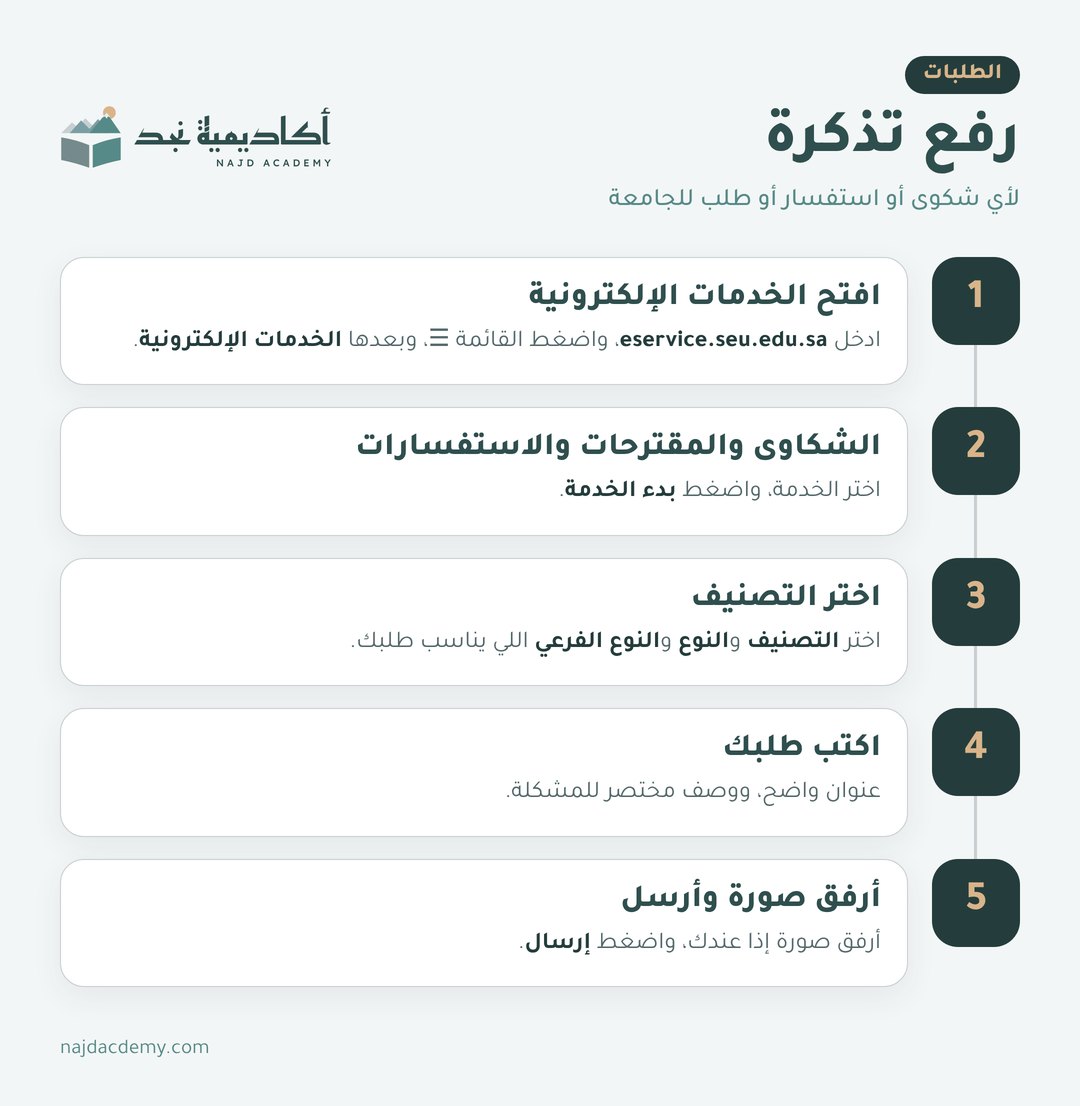 الطلبات
رفع تذكرة
لأي شكوى أو استفسار أو طلب للجامعة
أكاديمية نجد
NAJD ACADEMY
1
افتح الخدمات الإلكترونية
ادخل eservice.seu.edu.sa، واضغط القائمة ☰، وبعدها الخدمات الإلكترونية.
2
الشكاوى والمقترحات والاستفسارات
اختر الخدمة، واضغط بدء الخدمة.
3
اختر التصنيف
اختر التصنيف والنوع والنوع الفرعي اللي يناسب طلبك.
4
اكتب طلبك
عنوان واضح، ووصف مختصر للمشكلة.
5
أرفق صورة وأرسل
أرفق صورة إذا عندك، واضغط إرسال.
najdacdemy.com